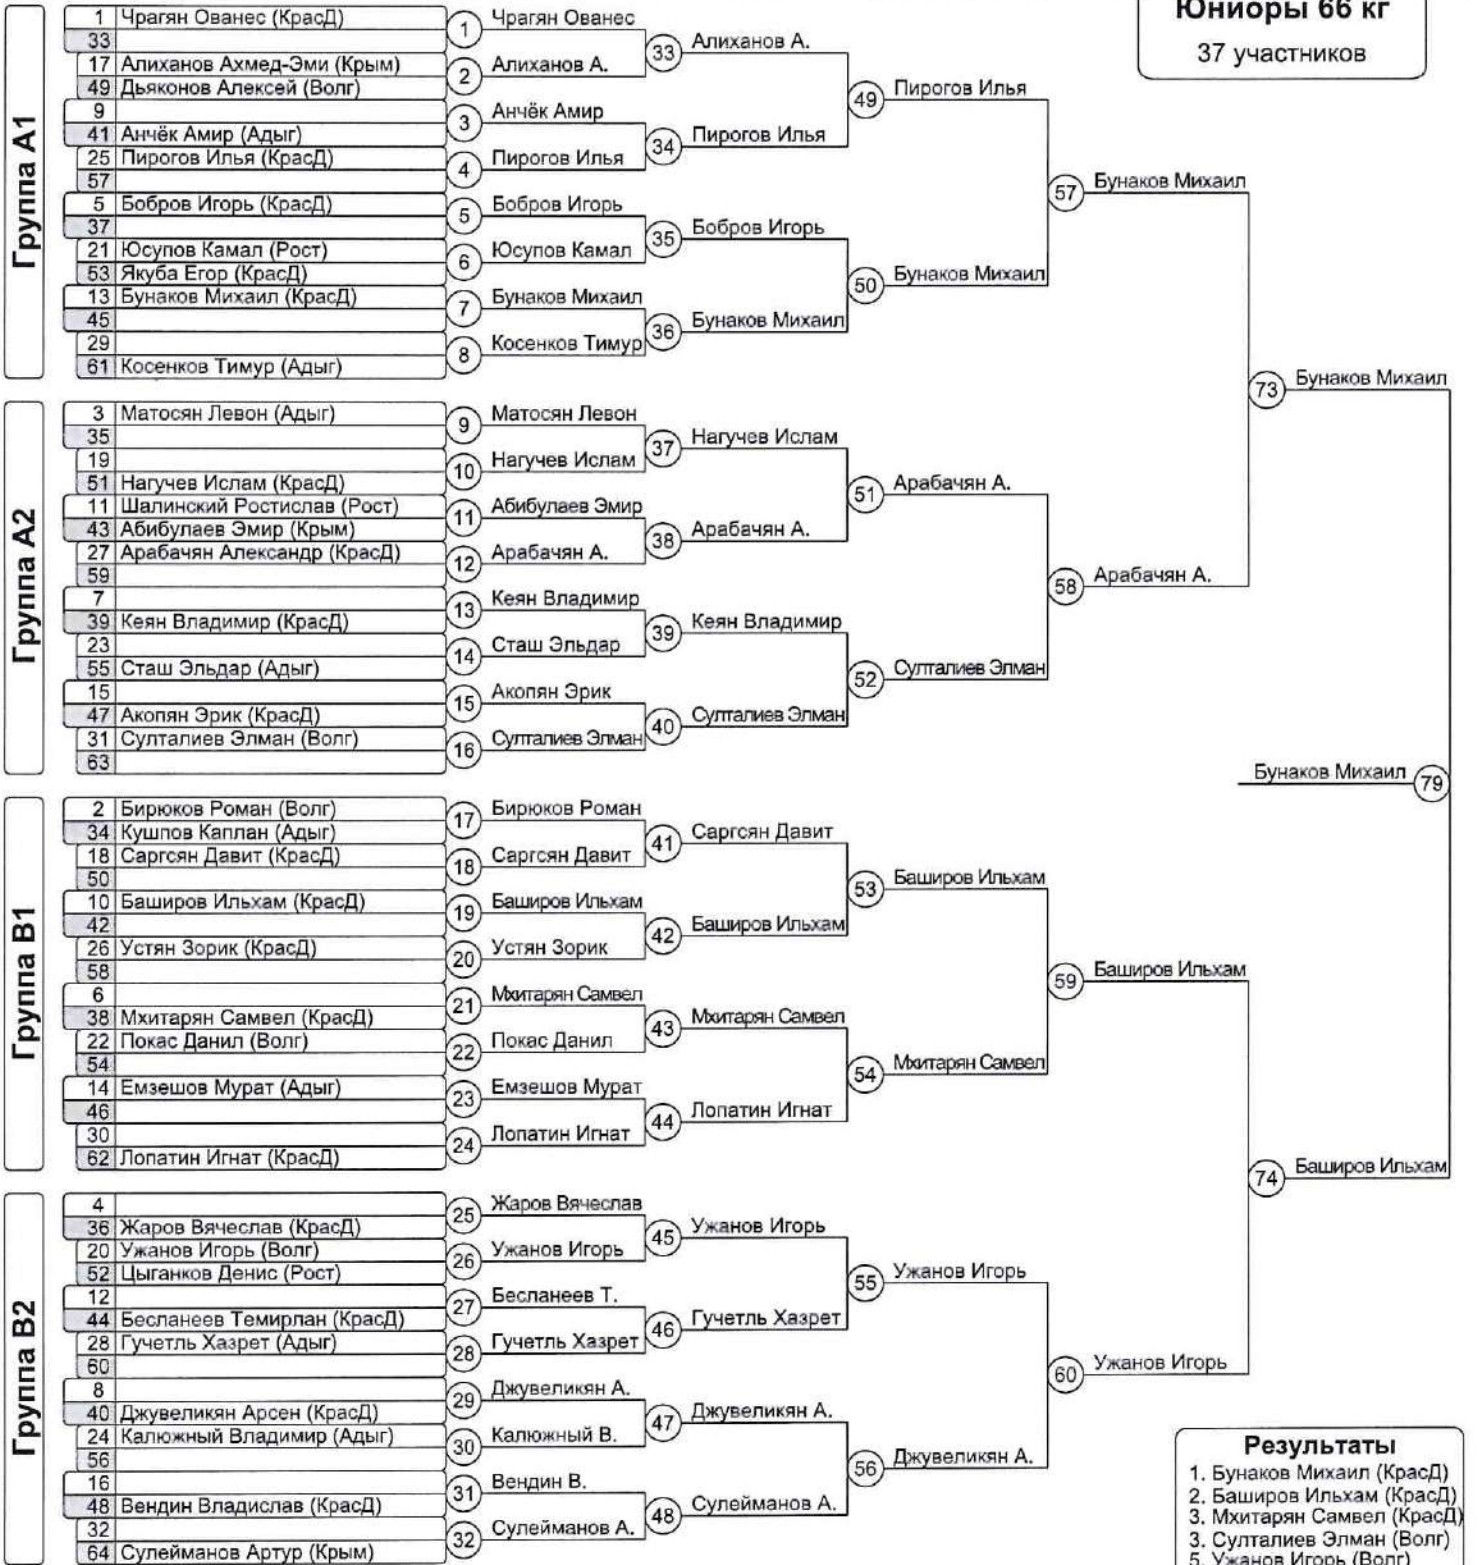 Юниоры 66 кг
37 участников
Группа A1
1 Чрагян Ованес (КрасД)
33
17 Алиханов Ахмед-Эми (Крым)
49 Дьяконов Алексей (Волг)
9
41 Анчёк Амир (Адыг)
25 Пирогов Илья (КрасД)
57
5 Бобров Игорь (КрасД)
37
21 Юсупов Камал (Рост)
53 Якуба Егор (КрасД)
13 Бунаков Михаил (КрасД)
45
29
61 Косенков Тимур (Адыг)
1 Чрагян Ованес
2 Алиханов А.
3 Анчёк Амир
4 Пирогов Илья
5 Бобров Игорь
6 Юсупов Камал
7 Бунаков Михаил
8 Косенков Тимур
33 Алиханов А.
34 Пирогов Илья
35 Бобров Игорь
36 Бунаков Михаил
49 Пирогов Илья
50 Бунаков Михаил
57 Бунаков Михаил
Группа A2
3 Матосян Левон (Адыг)
35
19
51 Нагучев Ислам (КрасД)
11 Шалинский Ростислав (Рост)
43 Абибулаев Эмир (Крым)
27 Арабачян Александр (КрасД)
59
7
39 Кеян Владимир (КрасД)
23
55 Сташ Эльдар (Адыг)
15
47 Акопян Эрик (КрасД)
31 Султалиев Элман (Волг)
63
9 Матосян Левон
10 Нагучев Ислам
11 Абибулаев Эмир
12 Арабачян А.
13 Кеян Владимир
14 Сташ Эльдар
15 Акопян Эрик
16 Султалиев Элман
37 Нагучев Ислам
38 Арабачян А.
39 Кеян Владимир
40 Султалиев Элман
51 Арабачян А.
52 Султалиев Элман
58 Арабачян А.
73 Бунаков Михаил
Бунаков Михаил 79
Группа B1
2 Бирюков Роман (Волг)
34 Кушпов Каплан (Адыг)
18 Саргсян Давит (КрасД)
50
10 Баширов Ильхам (КрасД)
42
26 Устян Зорик (КрасД)
58
6
38 Мхитарян Самвел (КрасД)
22 Покас Данил (Волг)
54
14 Емзешов Мурат (Адыг)
46
30
62 Лопатин Игнат (КрасД)
17 Бирюков Роман
18 Саргсян Давит
19 Баширов Ильхам
20 Устян Зорик
21 Мхитарян Самвел
22 Покас Данил
23 Емзешов Мурат
24 Лопатин Игнат
41 Саргсян Давит
42 Баширов Ильхам
43 Мхитарян Самвел
44 Лопатин Игнат
53 Баширов Ильхам
54 Мхитарян Самвел
59 Баширов Ильхам
74 Баширов Ильхам
Группа B2
4
36 Жаров Вячеслав (КрасД)
20 Ужанов Игорь (Волг)
52 Цыганков Денис (Рост)
12
44 Бесланеев Темирлан (КрасД)
28 Гучетль Хазрет (Адыг)
60
8
40 Джувеликян Арсен (КрасД)
24 Калюжный Владимир (Адыг)
56
16
48 Вендин Владислав (КрасД)
32
64 Сулейманов Артур (Крым)
25 Жаров Вячеслав
26 Ужанов Игорь
27 Бесланеев Т.
28 Гучетль Хазрет
29 Джувеликян А.
30 Калюжный В.
31 Вендин В.
32 Сулейманов А.
45 Ужанов Игорь
46 Гучетль Хазрет
47 Джувеликян А.
48 Сулейманов А.
55 Ужанов Игорь
56 Джувеликян А.
60 Ужанов Игорь
Результаты
1. Бунаков Михаил (КрасД)
2. Баширов Ильхам (КрасД)
3. Мхитарян Самвел (КрасД)
3. Султалиев Элман (Волг)
5. Ужанов Игорь (Волг)